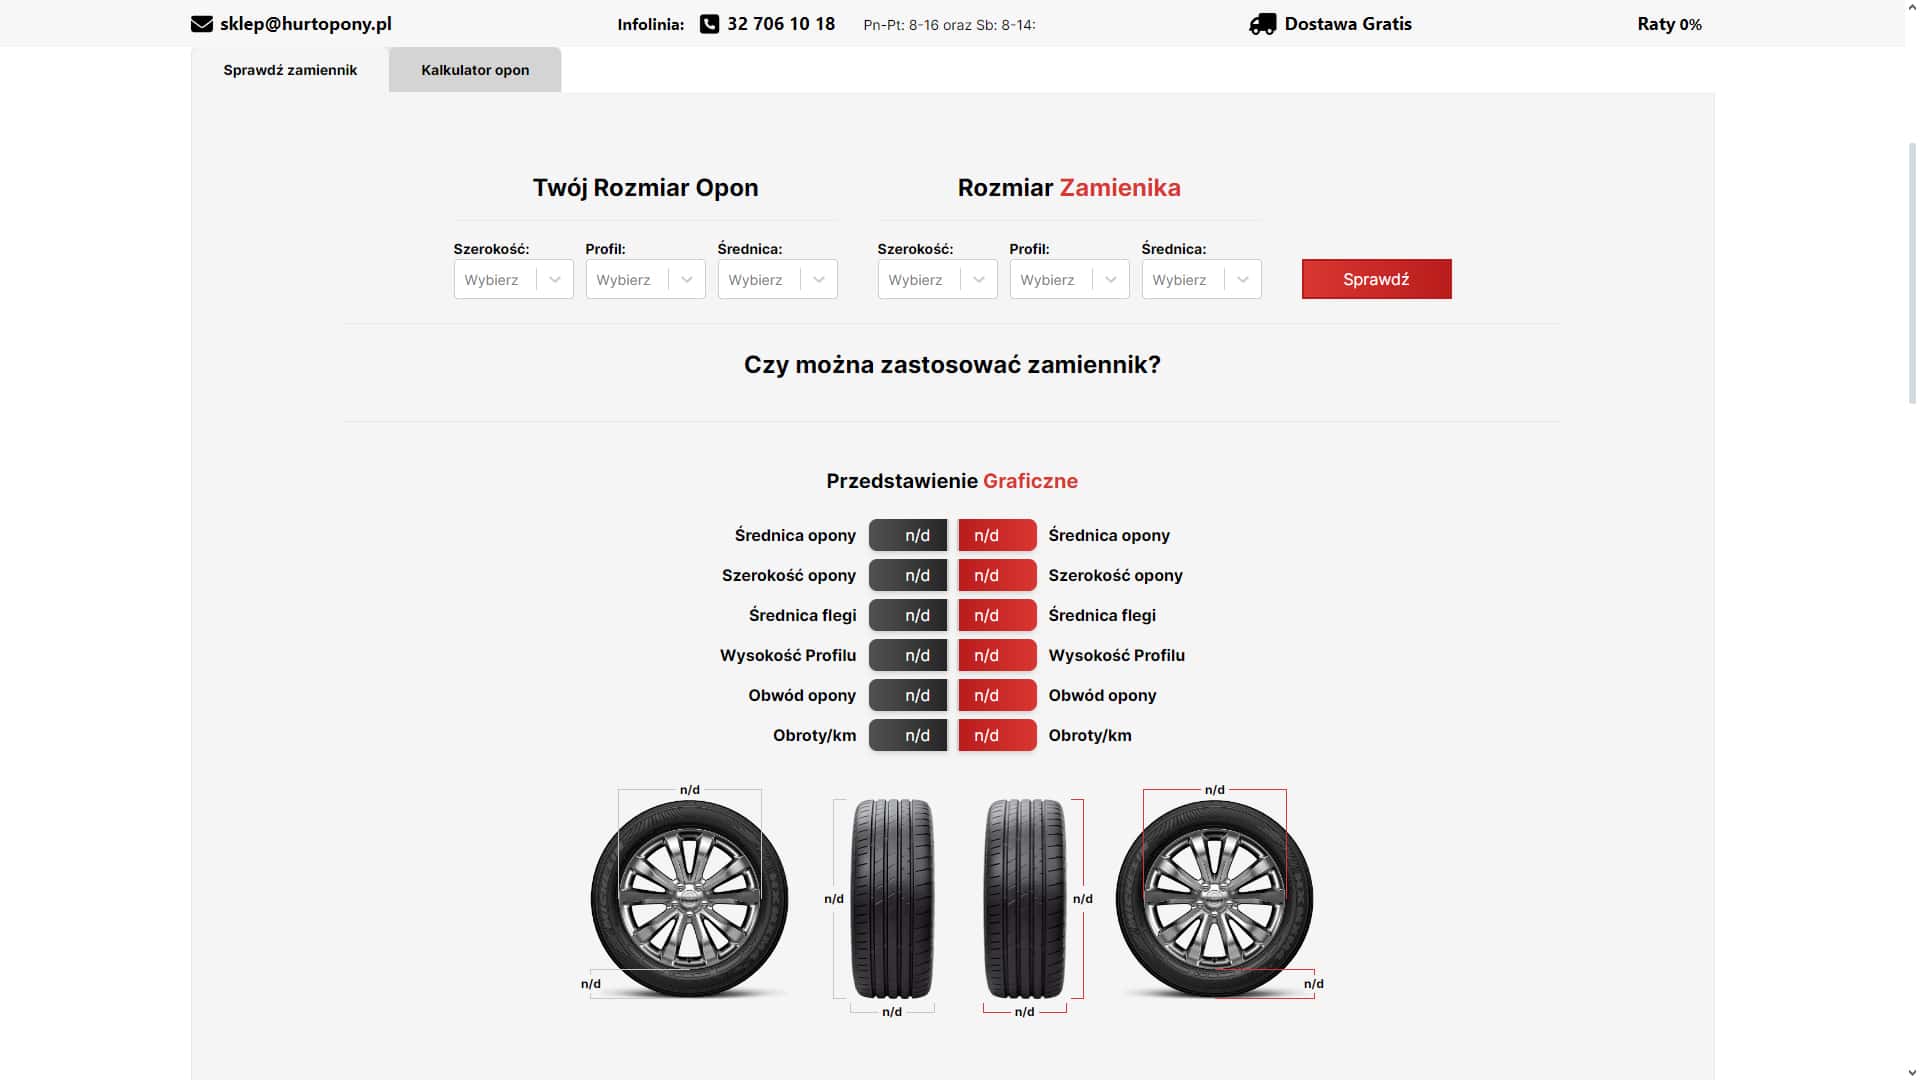 sklep@hurtopony.pl Infolinia: 32 706 10 18 Pn-Pt: 8-16 oraz Sb: 8-14: Dostawa Gratis Raty 0%
Sprawdź zamiennik Kalkulator opon
Twój Rozmiar Opon Rozmiar Zamienika
Szerokość: Profil: Średnica: Szerokość: Profil: Średnica:
Wybierz Wybierz Wybierz Wybierz Wybierz Wybierz Sprawdź
Czy można zastosować zamiennik?
Przedstawienie Graficzne
Średnica opony n/d n/d Średnica opony
Szerokość opony n/d n/d Szerokość opony
Średnica flegi n/d n/d Średnica flegi
Wysokość Profilu n/d n/d Wysokość Profilu
Obwód opony n/d n/d Obwód opony
Obroty/km n/d n/d Obroty/km
n/d n/d
n/d n/d
n/d n/d
n/d n/d